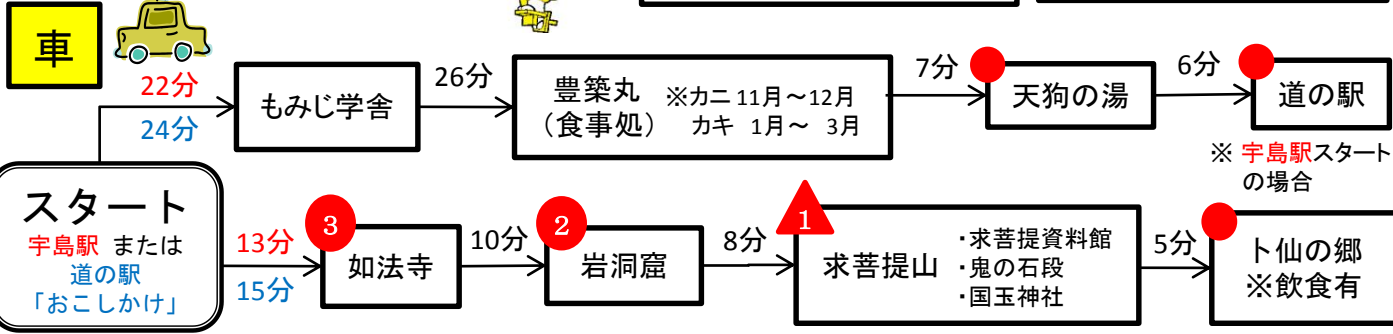 車
22分
24分
もみじ学舎
26分
豊築丸 ※カニ 11月~12月
(食事処) カキ 1月~ 3月
7分
天狗の湯
6分
道の駅
※ 宇島駅スタート
の場合
スタート
宇島駅 または
道の駅
「おこしかけ」
13分
15分
3
如法寺
10分
2
岩洞窟
8分
1
求菩提山
・求菩提資料館
・鬼の石段
・国玉神社
5分
卜仙の郷
※飲食有